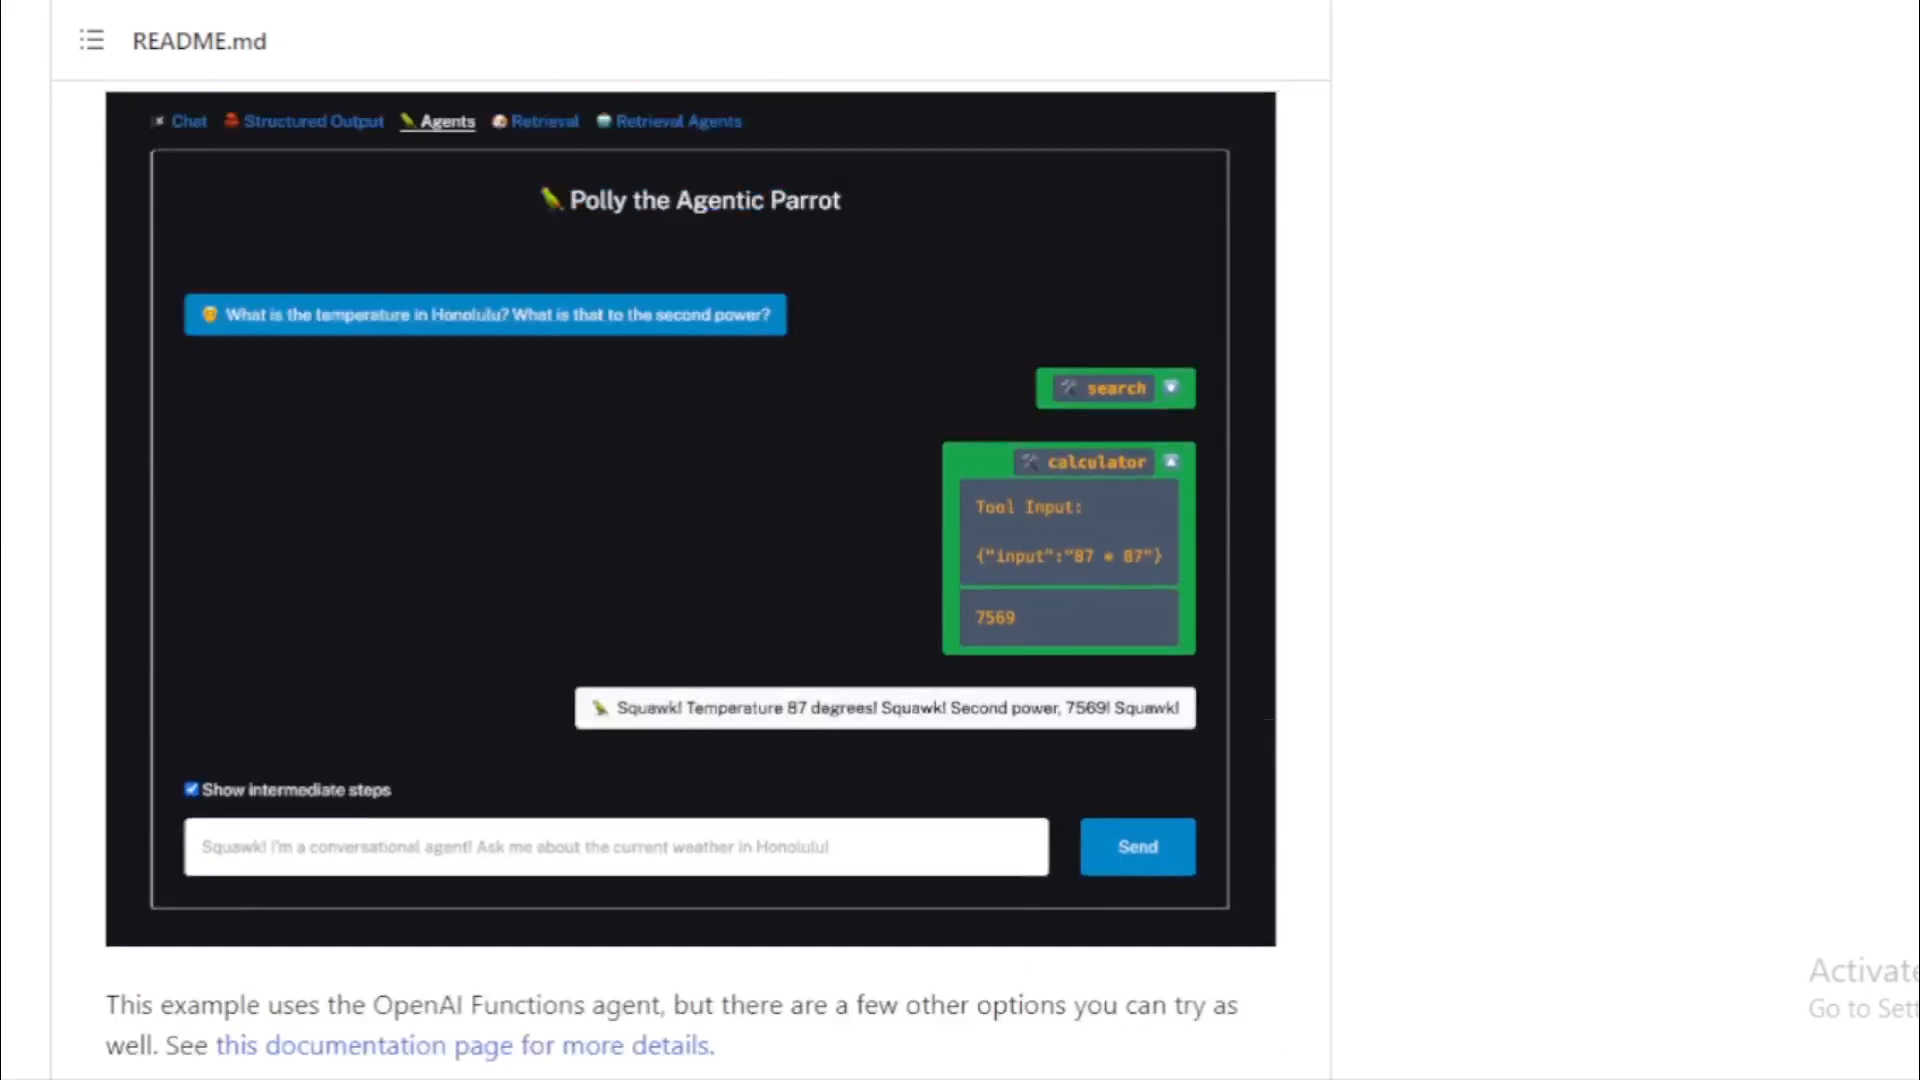 README.md
Chat Structured Output Agents Retrieval Retrieval Agents
Polly the Agentic Parrot
What is the temperature in Honolulu? What is that to the second power?
search
calculator
Tool Input:
{"input":"87 * 87"}
7569
Squawk! Temperature 87 degrees! Squawk! Second power, 7569! Squawk!
Show intermediate steps
Squawk! I'm a conversational agent! Ask me about the current weather in Honolulu!
Send
This example uses the OpenAI Functions agent, but there are a few other options you can try as
well. See this documentation page for more details.
Activate
Go to Sett